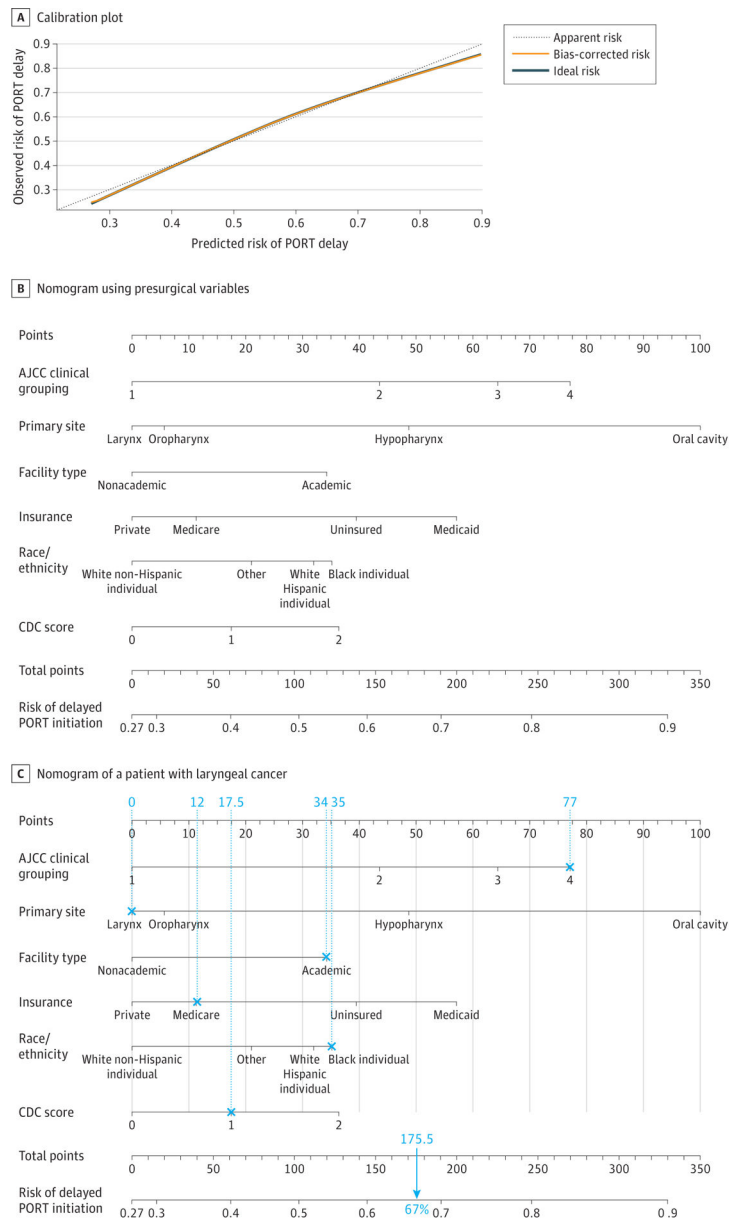 A Calibration plot
0.9
0.8
0.7
0.6
0.5
0.4
0.3
Observed risk of PORT delay
0.3 0.4 0.5 0.6 0.7 0.8 0.9
Predicted risk of PORT delay
Apparent risk
Bias-corrected risk
Ideal risk
B Nomogram using presurgical variables
Points
0 10 20 30 40 50 60 70 80 90 100
AJCC clinical
grouping
1 2 3 4
Primary site
Larynx Oropharynx Hypopharynx Oral cavity
Facility type
Nonacademic Academic
Insurance
Private Medicare Uninsured Medicaid
Race/
ethnicity
White non-Hispanic Other White Black individual
individual Hispanic
individual
CDC score
0 1 2
Total points
0 50 100 150 200 250 300 350
Risk of delayed
PORT initiation
0.27 0.3 0.4 0.5 0.6 0.7 0.8 0.9
C Nomogram of a patient with laryngeal cancer
0 12 17.5 34 35 77
Points
0 10 20 30 40 50 60 70 80 90 100
AJCC clinical
grouping
1 2 3 4
Primary site
Larynx Oropharynx Hypopharynx Oral cavity
Facility type
Nonacademic Academic
Insurance
Private Medicare Uninsured Medicaid
Race/
ethnicity
White non-Hispanic Other White Black individual
individual Hispanic
individual
CDC score
0 1 2
175.5
Total points
0 50 100 150 200 250 300 350
Risk of delayed
PORT initiation
0.27 0.3 0.4 0.5 0.6 67% 0.7 0.8 0.9